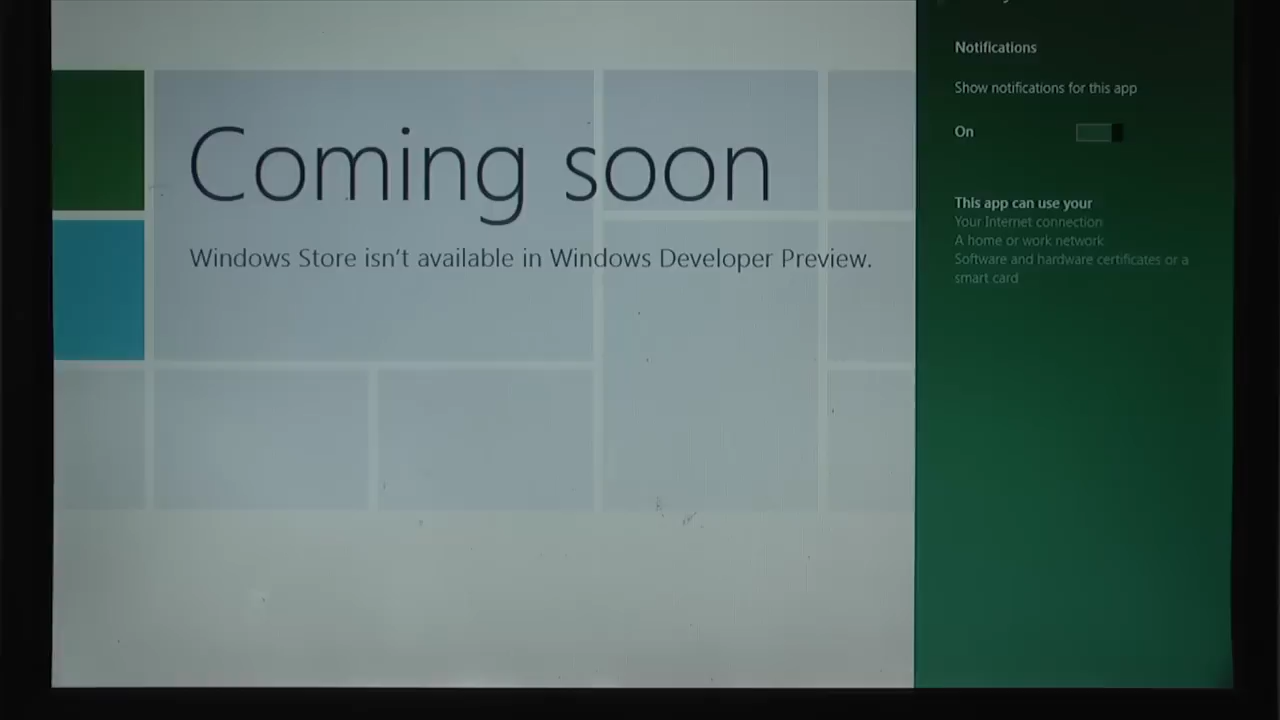 Coming soon
Windows Store isn't available in Windows Developer Preview.
Notifications
Show notifications for this app
On
This app can use your
Your Internet connection
A home or work network
Software and hardware certificates or a
smart card